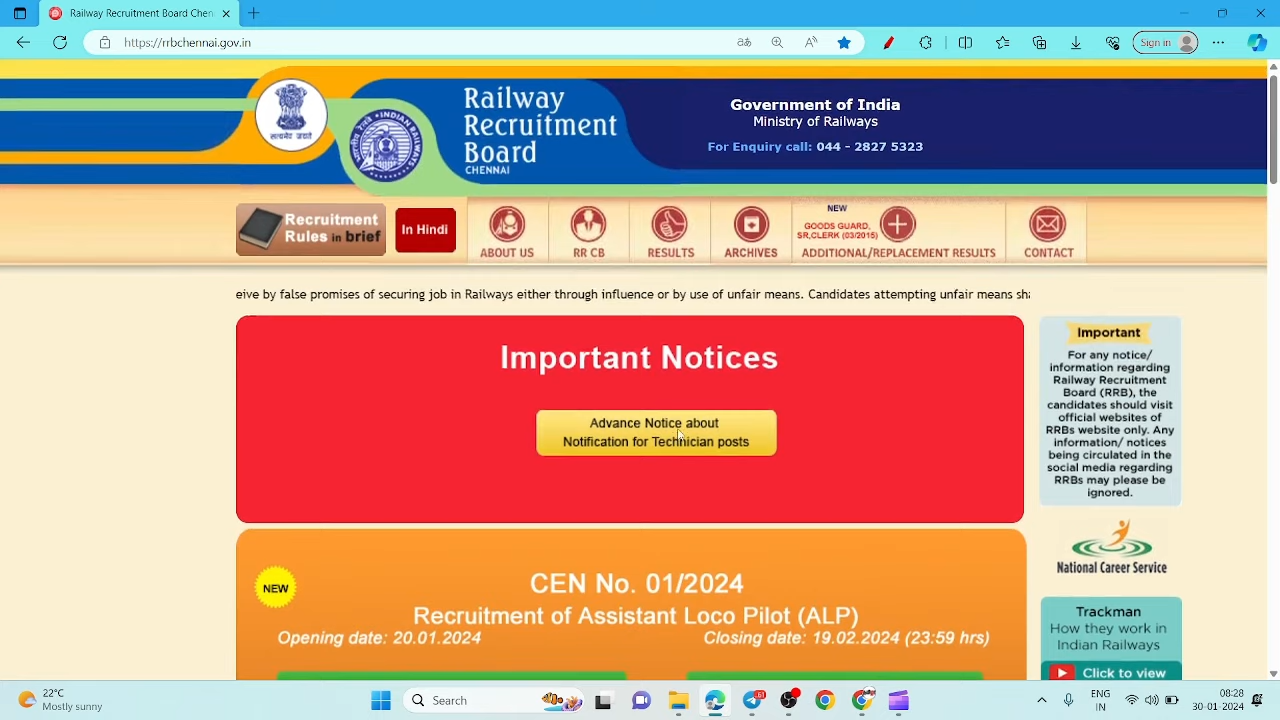 Railway Recruitment Board Che
https://rrbchennai.gov.in
Sign in
सत्यमेव जयते
INDIAN RAILWAYS
Railway
Recruitment
Board
CHENNAI
Government of India
Ministry of Railways
For Enquiry call: 044 - 2827 5323
Recruitment
Rules in brief
In Hindi
ABOUT US
RR CB
RESULTS
ARCHIVES
NEW
GOODS GUARD,
SR,CLERK (03/2015)
ADDITIONAL/REPLACEMENT RESULTS
CONTACT
eive by false promises of securing job in Railways either through influence or by use of unfair means. Candidates attempting unfair means sha
Important Notices
Advance Notice about
Notification for Technician posts
Important
For any notice/
information regarding
Railway Recruitment
Board (RRB), the
candidates should visit
official websites of
RRBs website only. Any
information/ notices
being circulated in the
social media regarding
RRBs may please be
ignored.
NEW
CEN No. 01/2024
Recruitment of Assistant Loco Pilot (ALP)
Opening date: 20.01.2024
Closing date: 19.02.2024 (23:59 hrs)
National Career Service
Trackman
How they work in
Indian Railways
Click to view
22°C
Mostly sunny
Search
61
ENG
IN
08:28
30-01-2024